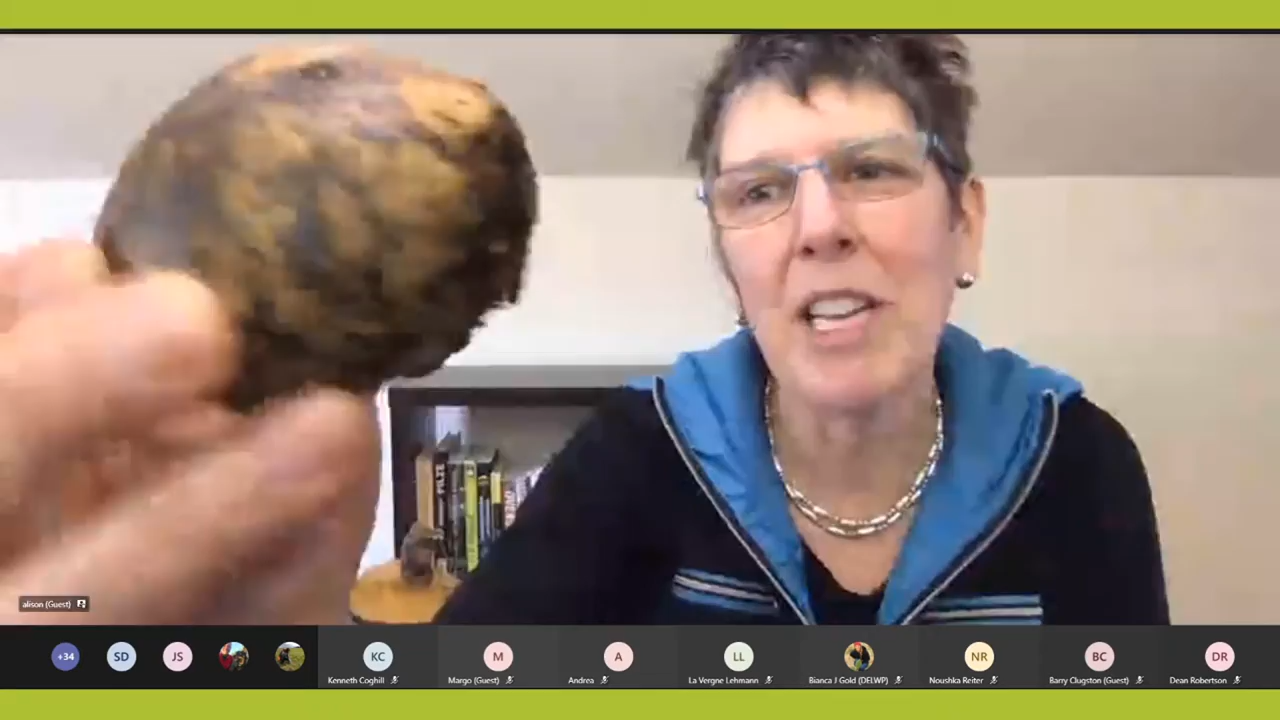 PILZE
alison (Guest)
+34
SD
JS
KC
M
A
LL
NR
BC
DR
Kenneth Coghill
Margo (Guest)
Andrea
La Vergne Lehmann
Bianca J Gold (DELWP)
Noushka Reiter
Barry Clugston (Guest)
Dean Robertson